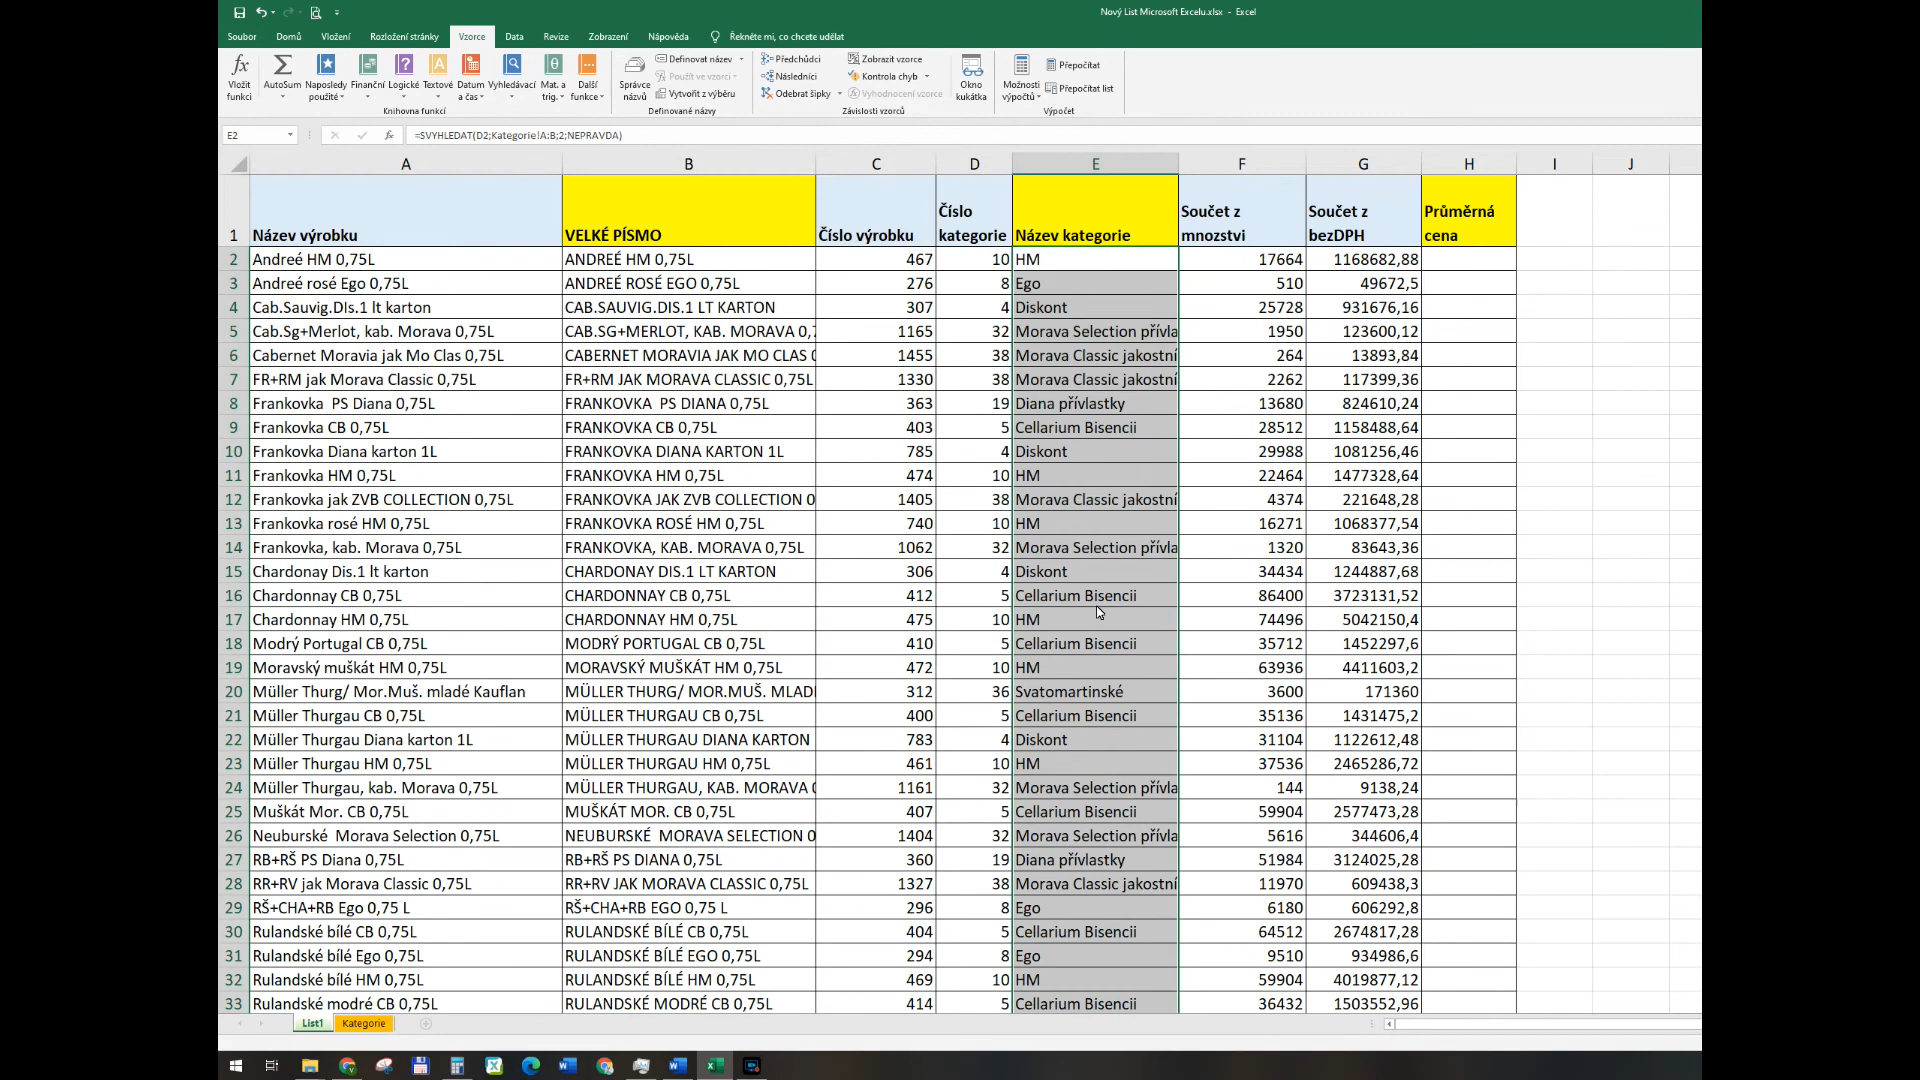 Nový List Microsoft Excelu.xlsx - Excel
Soubor Domů Vložení Rozložení stránky Vzorce Data Revize Zobrazení Nápověda Řekněte mi, co chcete udělat
Vložit funkci AutoSum Naposledy použité Finanční Logické Textové Datum a čas Vyhledávací Mat. a trig. Další funkce
Správce názvů Definovat název Použít ve vzorci Vytvořit z výběru
Předchůdci Následníci Odebrat šipky Zobrazit vzorce Kontrola chyb Vyhodnocení vzorce
Okno kukátka Možnosti výpočtů Přepočítat Přepočítat list
Knihovna funkcí Definované názvy Závislosti vzorců Výpočet
E2 fx =SVYHLEDAT(D2;Kategorie!A:B;2;NEPRAVDA)
A B C D E F G H I J
1 Název výrobku VELKÉ PÍSMO Číslo výrobku Číslo kategorie Název kategorie Součet z mnozstvi Součet z bezDPH Průměrná cena
2 Andreé HM 0,75L ANDREÉ HM 0,75L 467 10 HM 17664 1168682,88
3 Andreé rosé Ego 0,75L ANDREÉ ROSÉ EGO 0,75L 276 8 Ego 510 49672,5
4 Cab.Sauvig.DIs.1 lt karton CAB.SAUVIG.DIS.1 LT KARTON 307 4 Diskont 25728 931676,16
5 Cab.Sg+Merlot, kab. Morava 0,75L CAB.SG+MERLOT, KAB. MORAVA 0,7 1165 32 Morava Selection přívla 1950 123600,12
6 Cabernet Moravia jak Mo Clas 0,75L CABERNET MORAVIA JAK MO CLAS 0 1455 38 Morava Classic jakostní 264 13893,84
7 FR+RM jak Morava Classic 0,75L FR+RM JAK MORAVA CLASSIC 0,75L 1330 38 Morava Classic jakostní 2262 117399,36
8 Frankovka  PS Diana 0,75L FRANKOVKA  PS DIANA 0,75L 363 19 Diana přívlastky 13680 824610,24
9 Frankovka CB 0,75L FRANKOVKA CB 0,75L 403 5 Cellarium Bisencii 28512 1158488,64
10 Frankovka Diana karton 1L FRANKOVKA DIANA KARTON 1L 785 4 Diskont 29988 1081256,46
11 Frankovka HM 0,75L FRANKOVKA HM 0,75L 474 10 HM 22464 1477328,64
12 Frankovka jak ZVB COLLECTION 0,75L FRANKOVKA JAK ZVB COLLECTION 0 1405 38 Morava Classic jakostní 4374 221648,28
13 Frankovka rosé HM 0,75L FRANKOVKA ROSÉ HM 0,75L 740 10 HM 16271 1068377,54
14 Frankovka, kab. Morava 0,75L FRANKOVKA, KAB. MORAVA 0,75L 1062 32 Morava Selection přívla 1320 83643,36
15 Chardonay Dis.1 lt karton CHARDONAY DIS.1 LT KARTON 306 4 Diskont 34434 1244887,68
16 Chardonnay CB 0,75L CHARDONNAY CB 0,75L 412 5 Cellarium Bisencii 86400 3723131,52
17 Chardonnay HM 0,75L CHARDONNAY HM 0,75L 475 10 HM 74496 5042150,4
18 Modrý Portugal CB 0,75L MODRÝ PORTUGAL CB 0,75L 410 5 Cellarium Bisencii 35712 1452297,6
19 Moravský muškát HM 0,75L MORAVSKÝ MUŠKÁT HM 0,75L 472 10 HM 63936 4411603,2
20 Müller Thurg/ Mor.Muš. mladé Kauflan MÜLLER THURG/ MOR.MUŠ. MLAD 312 36 Svatomartinské 3600 171360
21 Müller Thurgau CB 0,75L MÜLLER THURGAU CB 0,75L 400 5 Cellarium Bisencii 35136 1431475,2
22 Müller Thurgau Diana karton 1L MÜLLER THURGAU DIANA KARTON 783 4 Diskont 31104 1122612,48
23 Müller Thurgau HM 0,75L MÜLLER THURGAU HM 0,75L 461 10 HM 37536 2465286,72
24 Müller Thurgau, kab. Morava 0,75L MÜLLER THURGAU, KAB. MORAVA 0 1161 32 Morava Selection přívla 144 9138,24
25 Muškát Mor. CB 0,75L MUŠKÁT MOR. CB 0,75L 407 5 Cellarium Bisencii 59904 2577473,28
26 Neuburské  Morava Selection 0,75L NEUBURSKÉ  MORAVA SELECTION 0 1404 32 Morava Selection přívla 5616 344606,4
27 RB+RŠ PS Diana 0,75L RB+RŠ PS DIANA 0,75L 360 19 Diana přívlastky 51984 3124025,28
28 RR+RV jak Morava Classic 0,75L RR+RV JAK MORAVA CLASSIC 0,75L 1327 38 Morava Classic jakostní 11970 609438,3
29 RŠ+CHA+RB Ego 0,75 L RŠ+CHA+RB EGO 0,75 L 296 8 Ego 6180 606292,8
30 Rulandské bílé CB 0,75L RULANDSKÉ BÍLÉ CB 0,75L 404 5 Cellarium Bisencii 64512 2674817,28
31 Rulandské bílé Ego 0,75L RULANDSKÉ BÍLÉ EGO 0,75L 294 8 Ego 9510 934986,6
32 Rulandské bílé HM 0,75L RULANDSKÉ BÍLÉ HM 0,75L 469 10 HM 59904 4019877,12
33 Rulandské modré CB 0,75L RULANDSKÉ MODRÉ CB 0,75L 414 5 Cellarium Bisencii 36432 1503552,96
List1 Kategorie